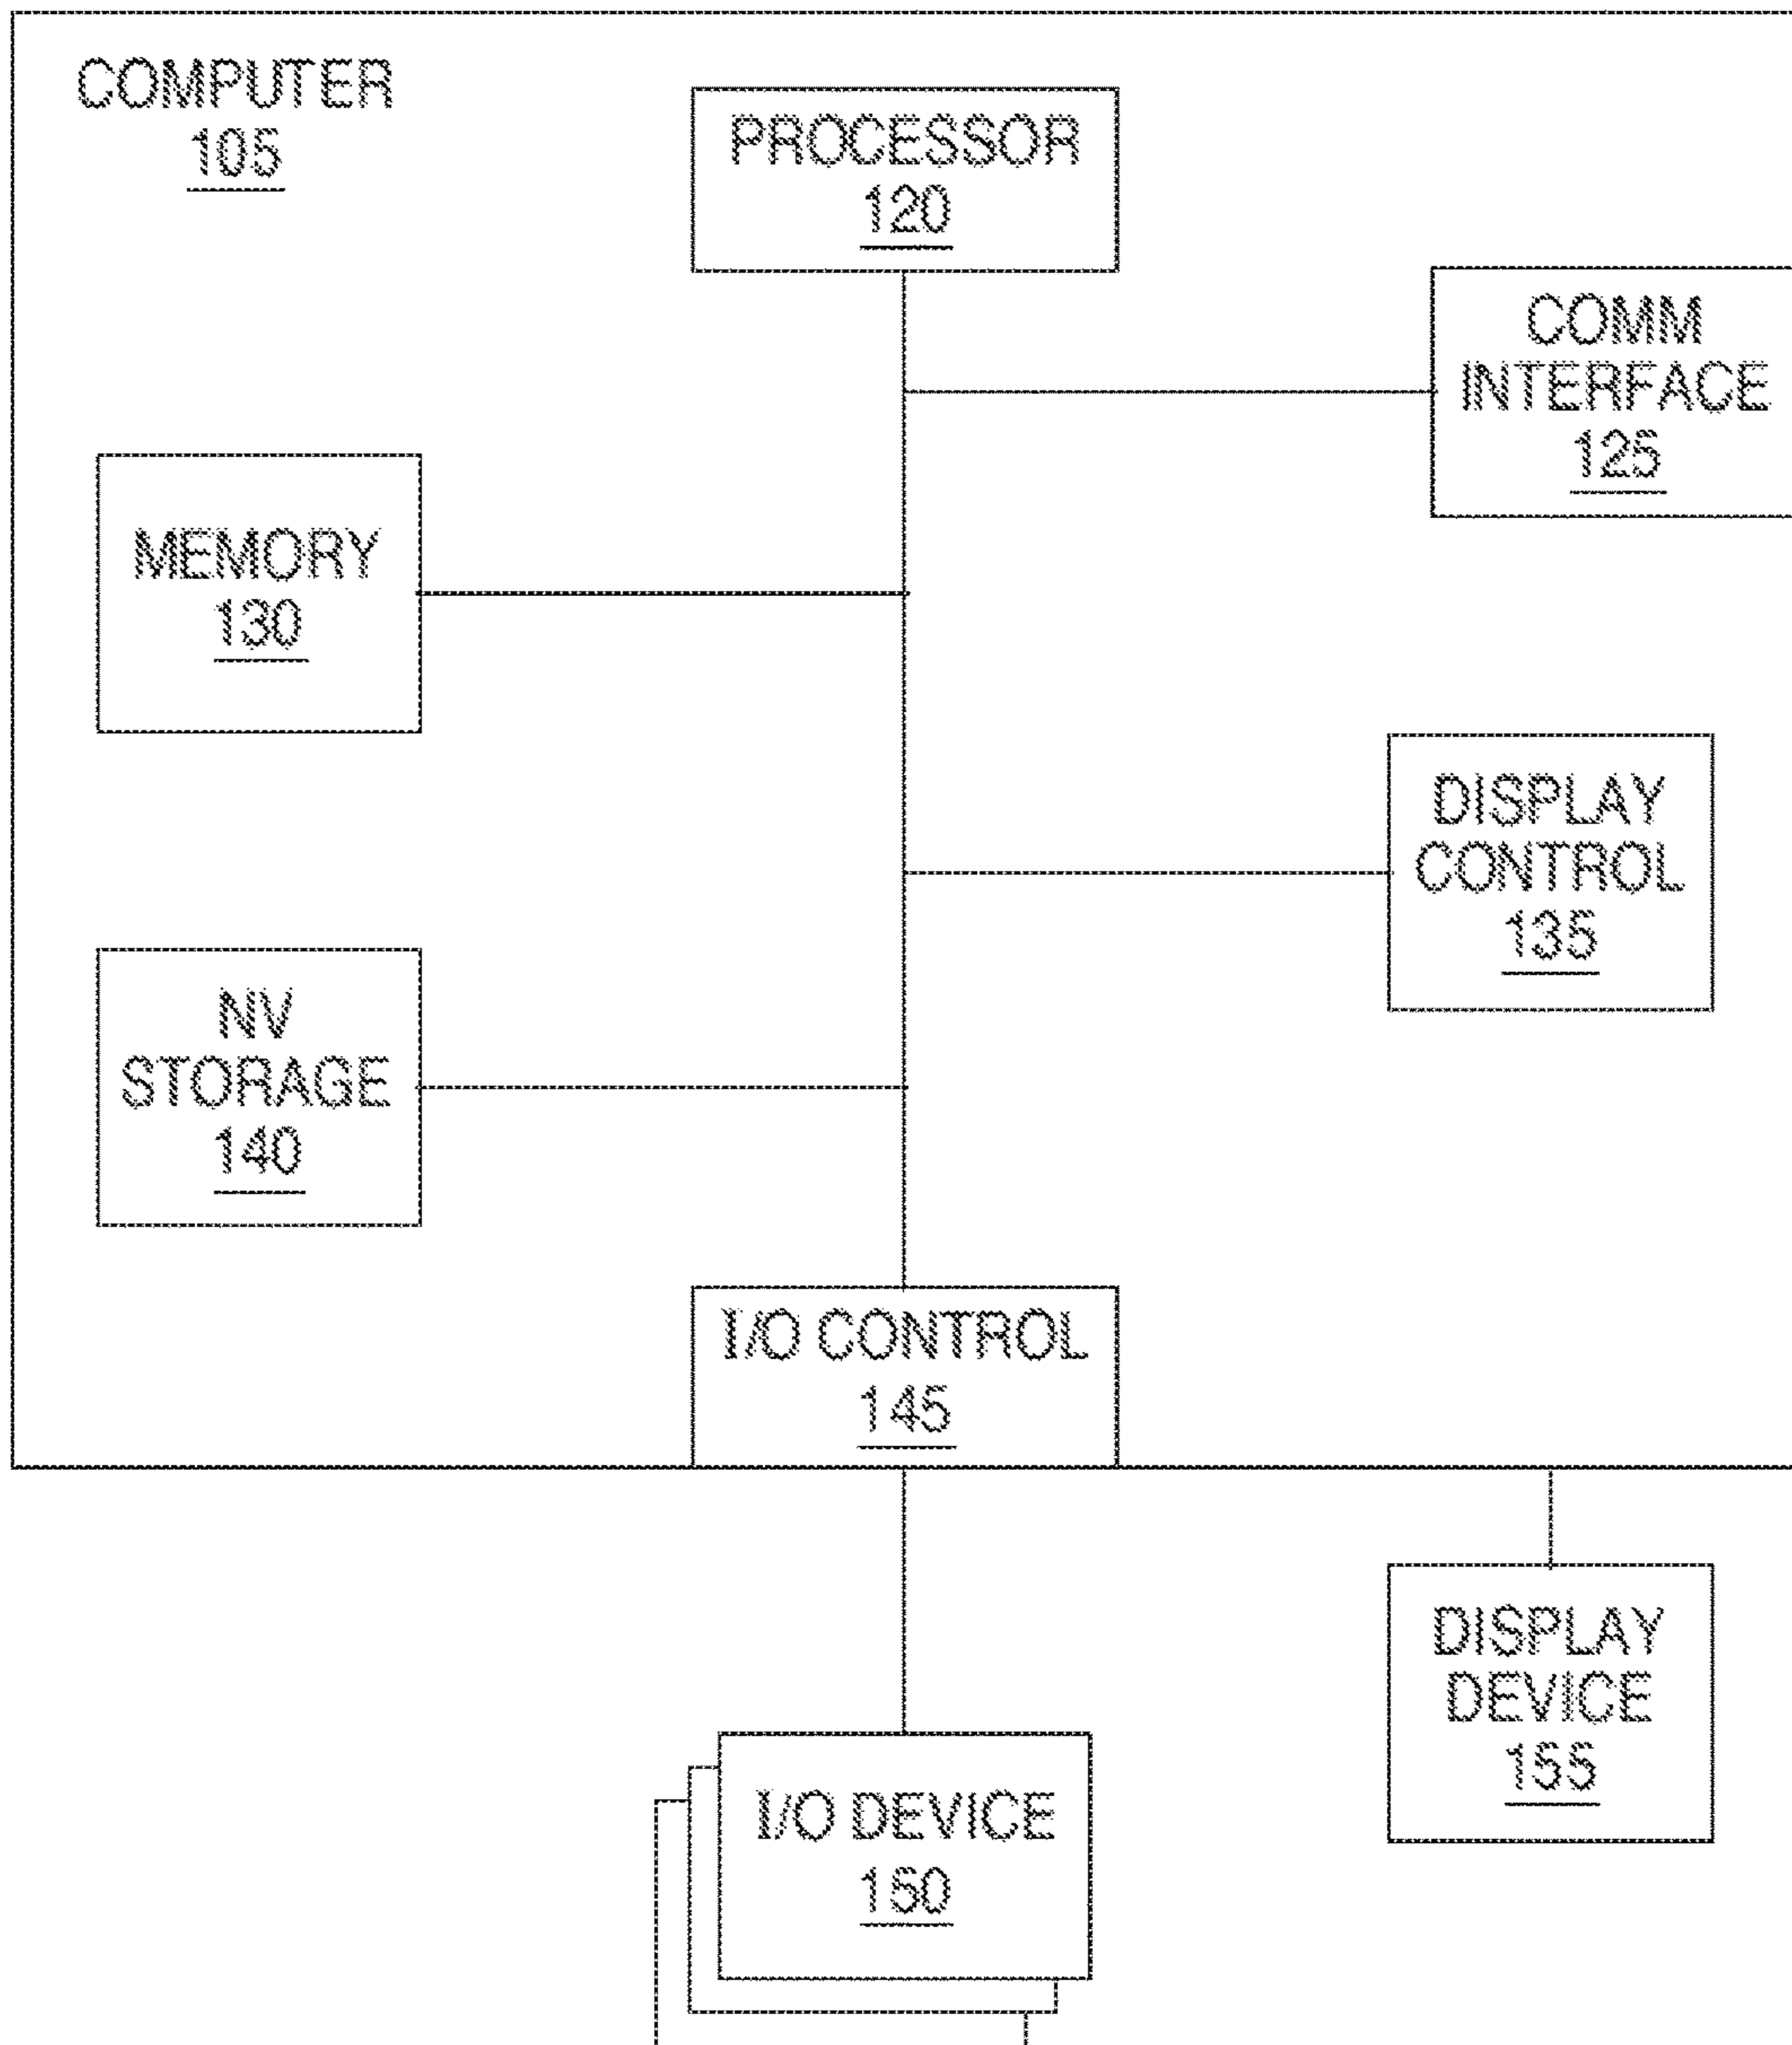 COMPUTER
105
PROCESSOR
120
COMM
INTERFACE
125
MEMORY
130
DISPLAY
CONTROL
135
NV
STORAGE
140
I/O CONTROL
145
DISPLAY
DEVICE
155
I/O DEVICE
150